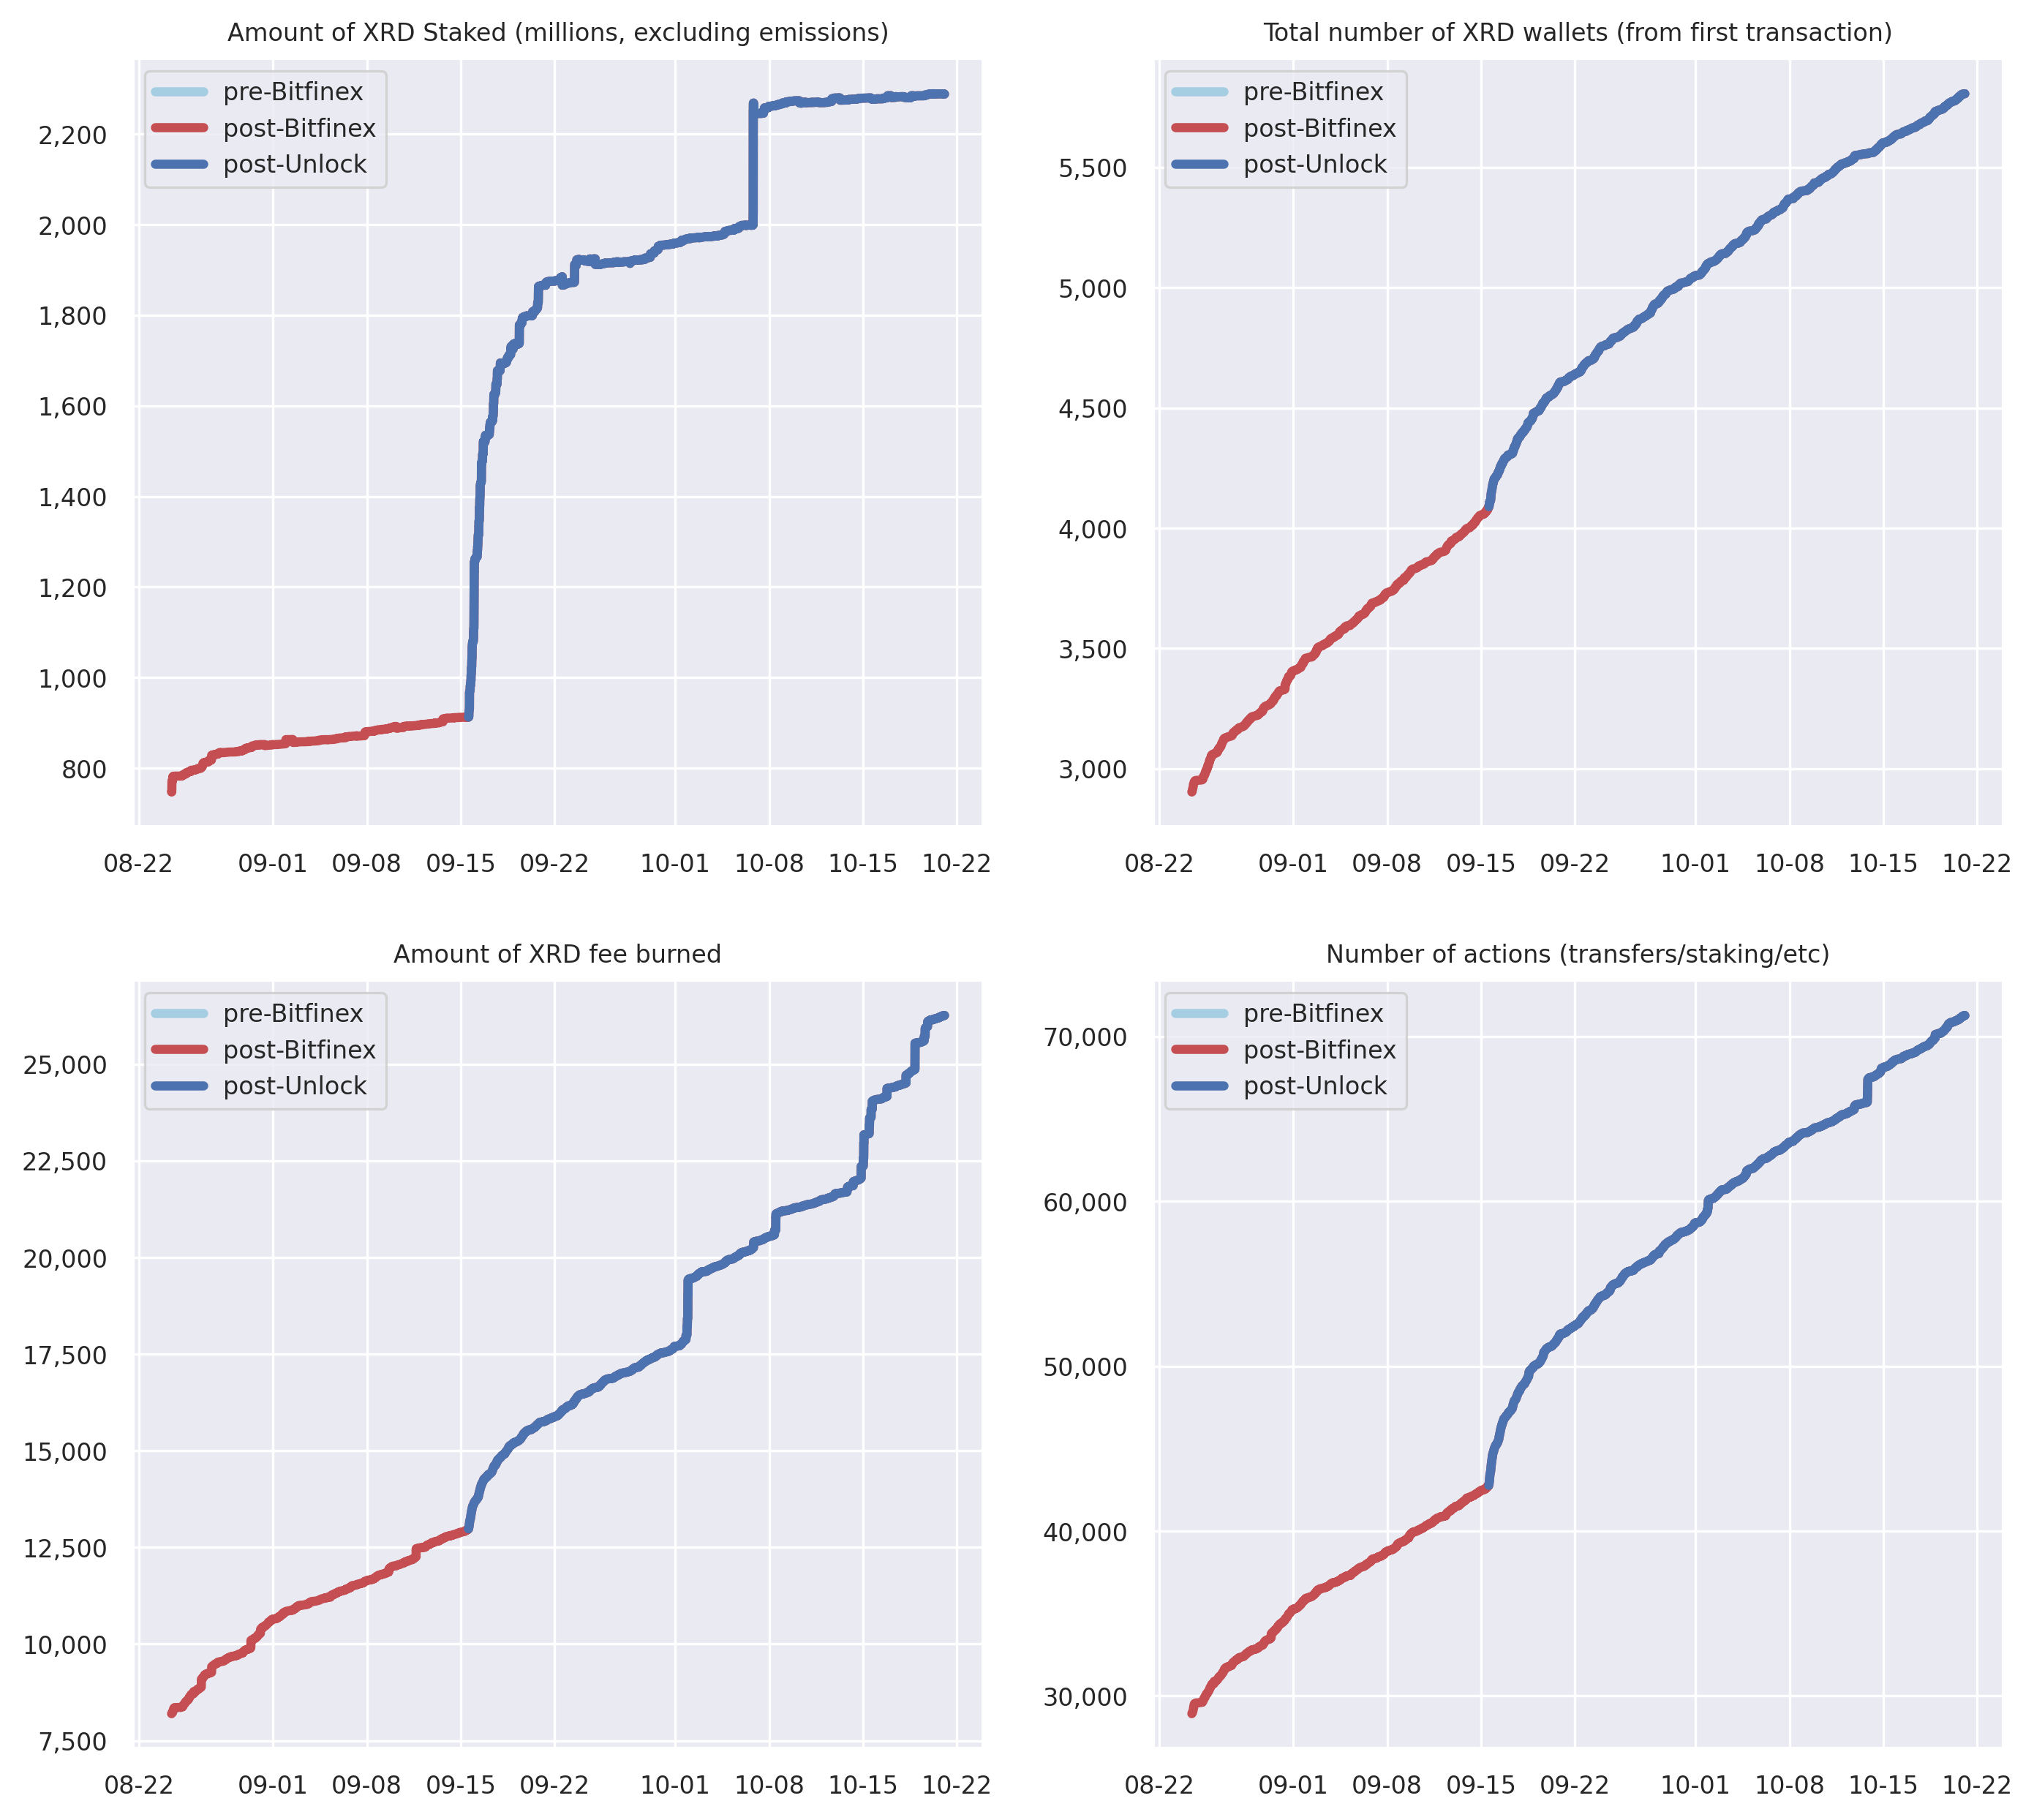 Amount of XRD Staked (millions, excluding emissions)
pre-Bitfinex
post-Bitfinex
post-Unlock
2,200
2,000
1,800
1,600
1,400
1,200
1,000
800
08-22 09-01 09-08 09-15 09-22 10-01 10-08 10-15 10-22
Total number of XRD wallets (from first transaction)
pre-Bitfinex
post-Bitfinex
post-Unlock
5,500
5,000
4,500
4,000
3,500
3,000
08-22 09-01 09-08 09-15 09-22 10-01 10-08 10-15 10-22
Amount of XRD fee burned
pre-Bitfinex
post-Bitfinex
post-Unlock
25,000
22,500
20,000
17,500
15,000
12,500
10,000
7,500
08-22 09-01 09-08 09-15 09-22 10-01 10-08 10-15 10-22
Number of actions (transfers/staking/etc)
pre-Bitfinex
post-Bitfinex
post-Unlock
70,000
60,000
50,000
40,000
30,000
08-22 09-01 09-08 09-15 09-22 10-01 10-08 10-15 10-22